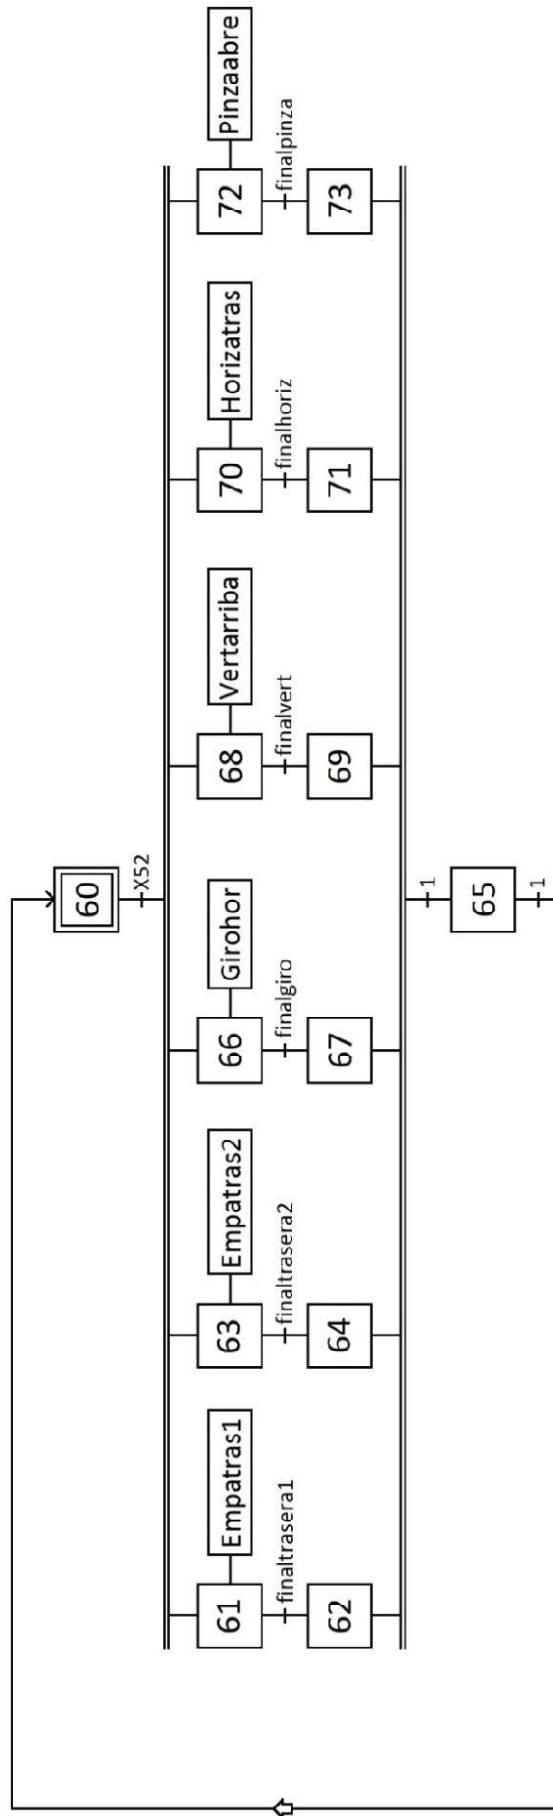 60
X52
61
Empatras1
63
Empatras2
66
Girohor
68
Vertarriba
70
Horizatras
72
Pinzaabre
finaltrasera1
finaltrasera2
finalgiro
finalvert
finalhoriz
finalpinza
62
64
67
69
71
73
1
65
1